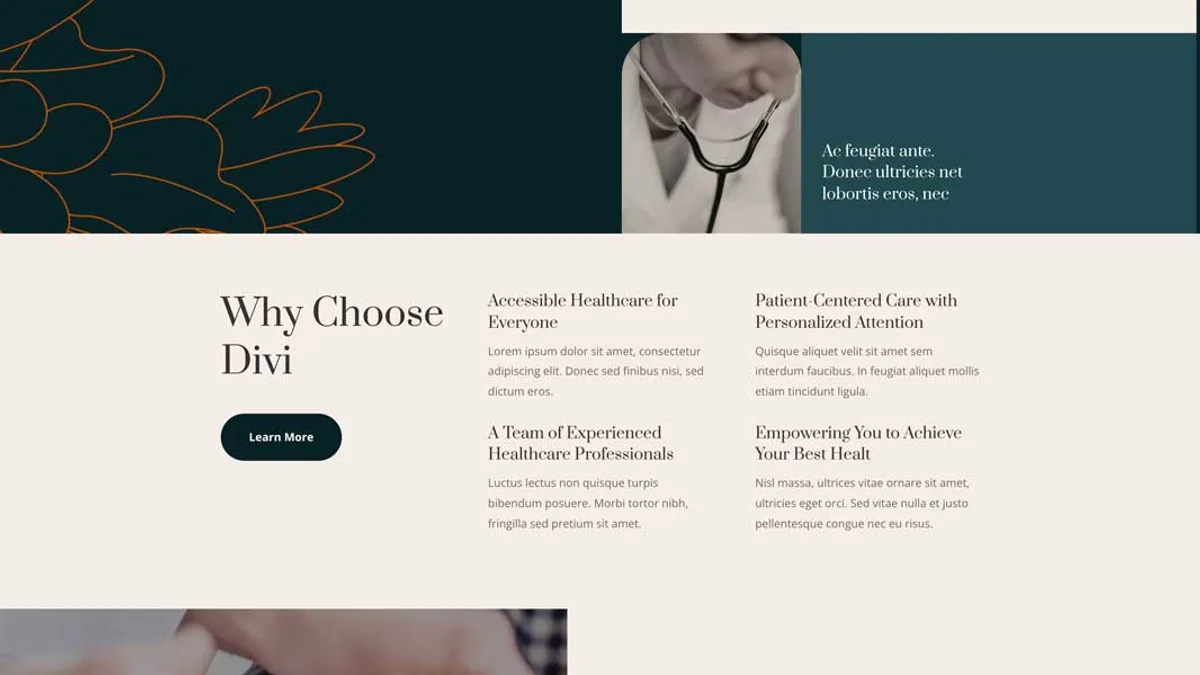 Ac feugiat ante.
Donec ultricies net
lobortis eros, nec
Why Choose
Divi
Learn More
Accessible Healthcare for
Everyone
Lorem ipsum dolor sit amet, consectetur
adipiscing elit. Donec sed finibus nisi, sed
dictum eros.
Patient-Centered Care with
Personalized Attention
Quisque aliquet velit sit amet sem
interdum faucibus. In feugiat aliquet mollis
etiam tincidunt ligula.
A Team of Experienced
Healthcare Professionals
Luctus lectus non quisque turpis
bibendum posuere. Morbi tortor nibh,
fringilla sed pretium sit amet.
Empowering You to Achieve
Your Best Healt
Nisl massa, ultrices vitae ornare sit amet,
ultricies eget orci. Sed vitae nulla et justo
pellentesque congue nec eu risus.